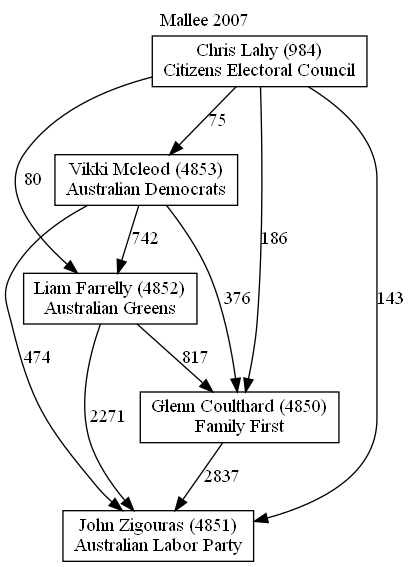 Mallee 2007
Chris Lahy (984)
Citizens Electoral Council
75
Vikki Mcleod (4853)
Australian Democrats
80
742
186
Liam Farrelly (4852)
Australian Greens
376
143
474
817
2271
Glenn Coulthard (4850)
Family First
2837
John Zigouras (4851)
Australian Labor Party